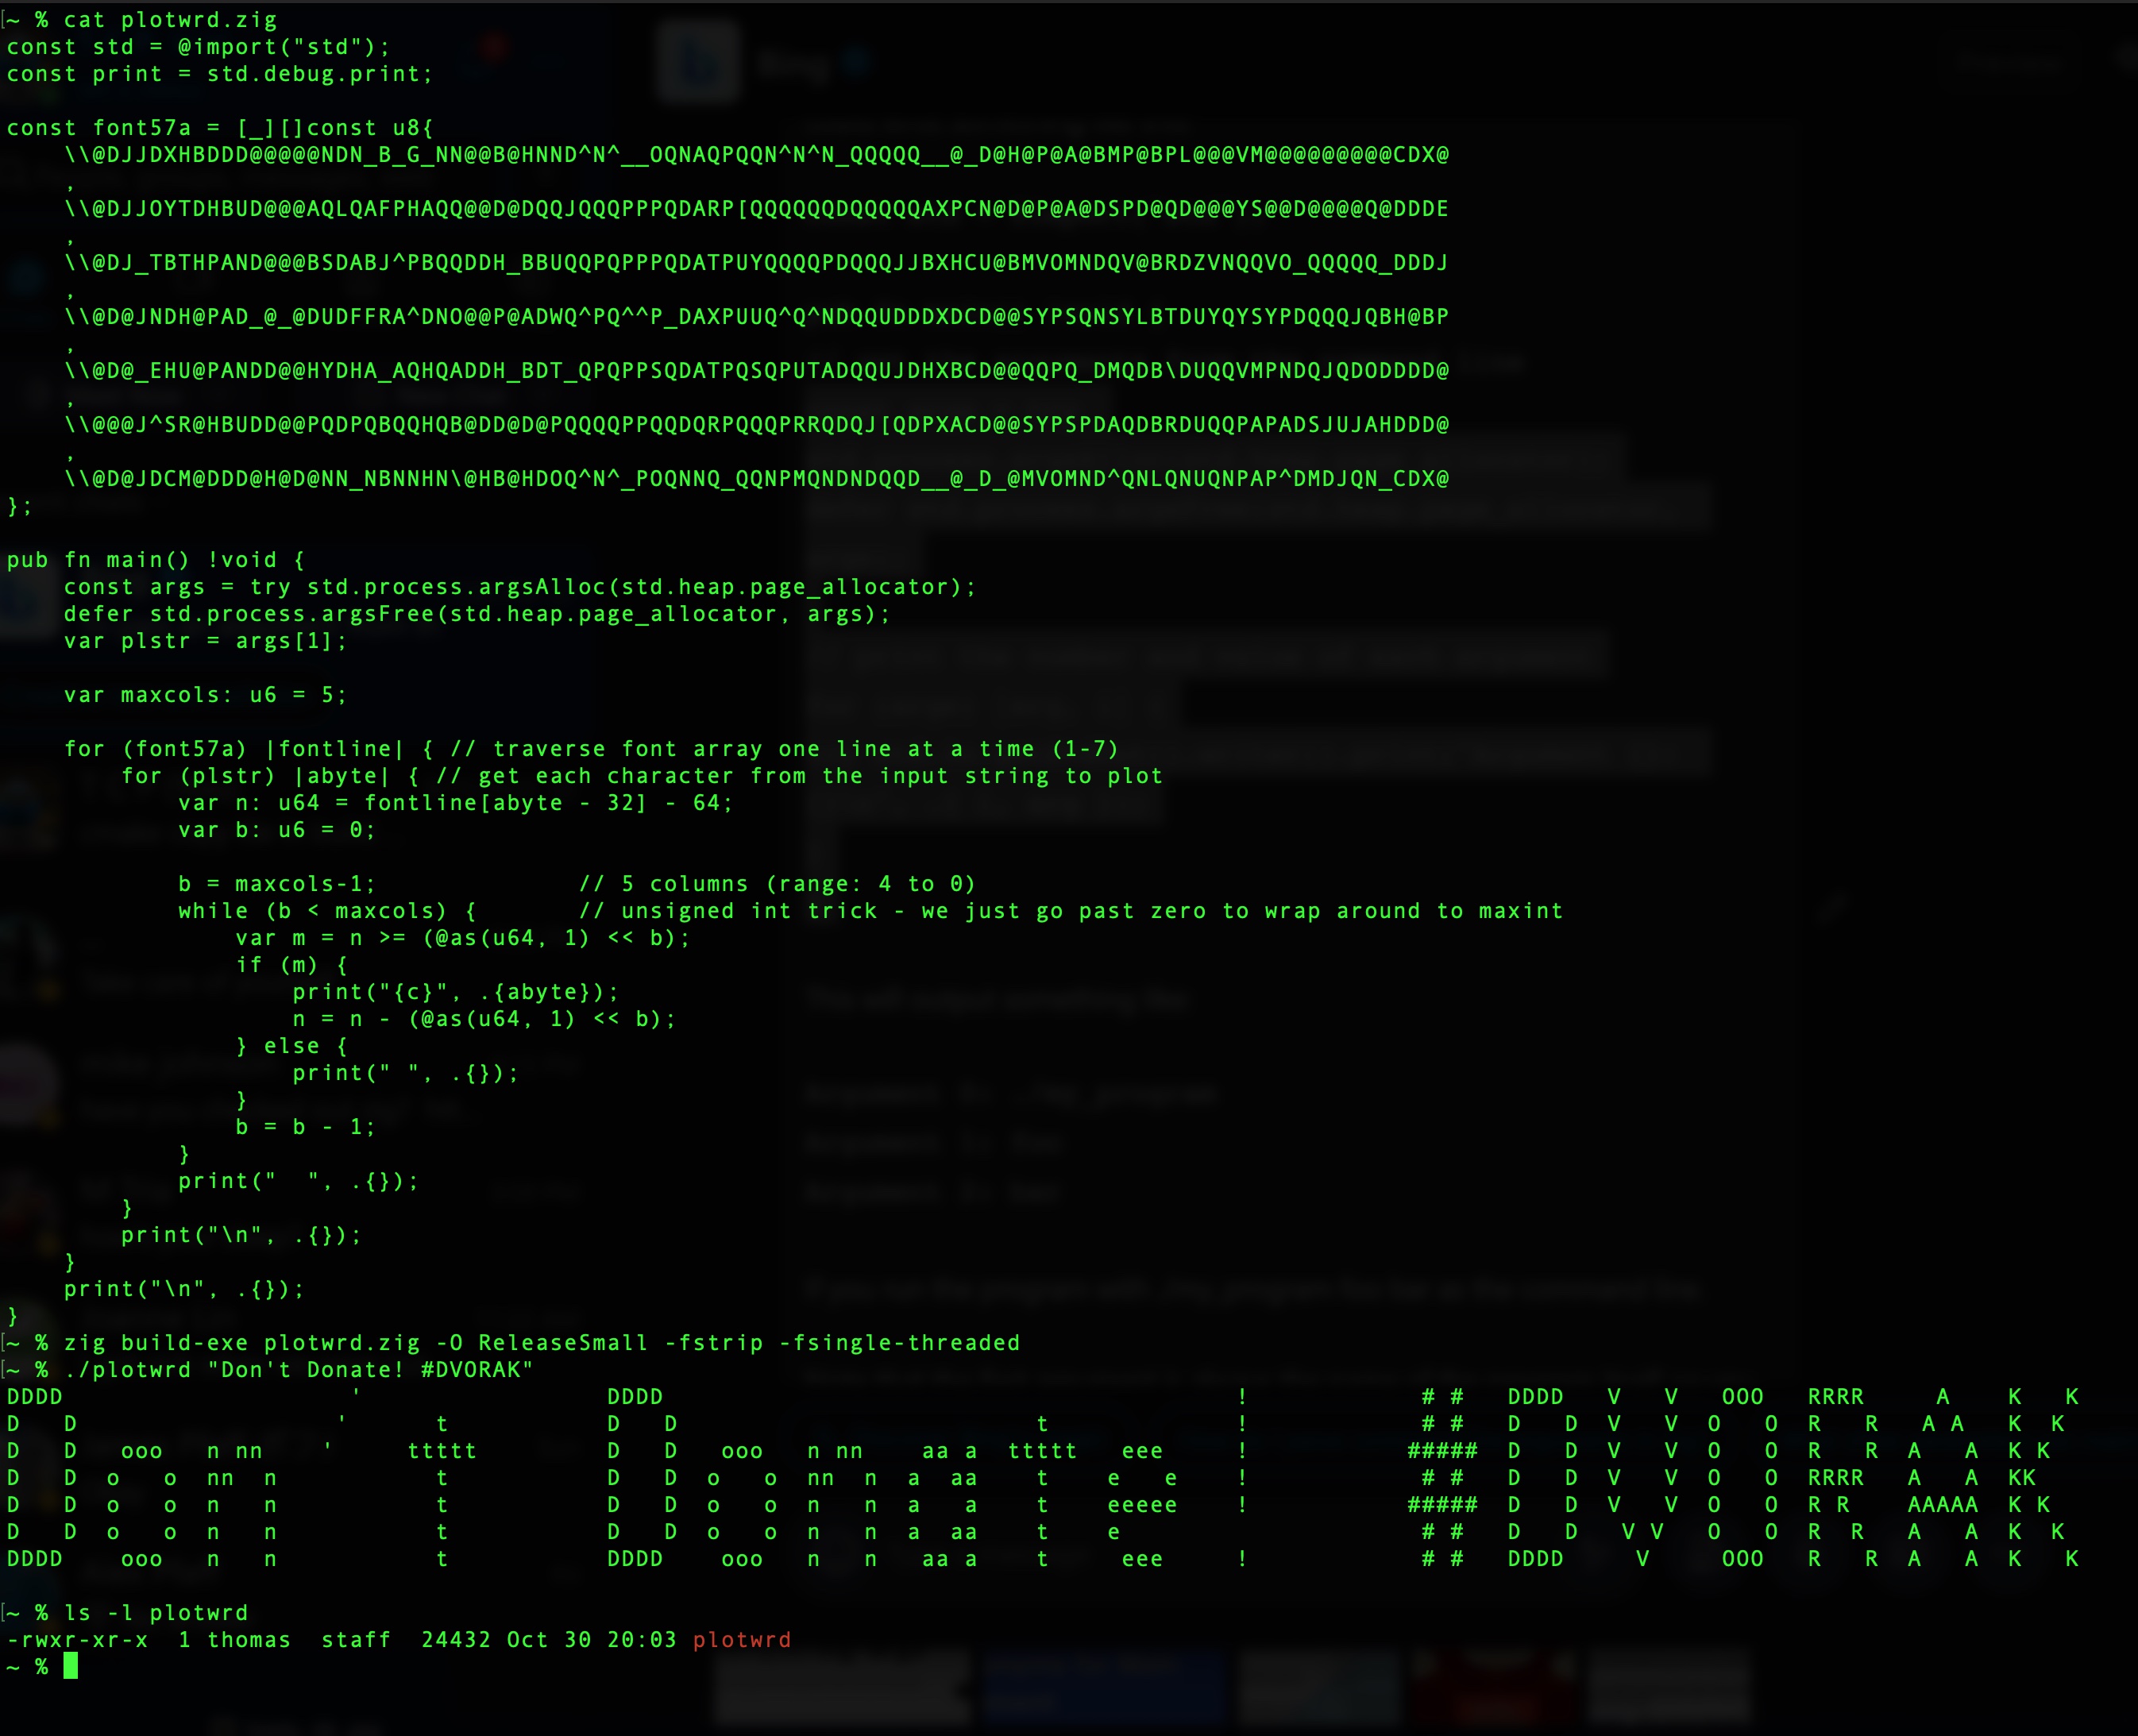 ~ % cat plotwrd.zig
const std = @import("std");
const print = std.debug.print;

const font57a = [_][]const u8{
    \\@DJJDXHBDDD@@@@@NDN_B_G_NN@@B@HNND^N^__OQNAQPQQN^N^N_QQQQQ__@_D@H@P@A@BMP@BPL@@@VM@@@@@@@@@CDX@
    ,
    \\@DJJOYTDHBUD@@@AQLQAFPHAQQ@@D@DQQJQQQPPPQDARP[QQQQQQDQQQQQAXPCN@D@P@A@DSPD@QD@@@YS@@D@@@@Q@DDDE
    ,
    \\@DJ_TBTHPAND@@@BSDABJ^PBQQDDH_BBUQQPQPPPQDATPUYQQQQPDQQQJJBXHCU@BMVOMNDQV@BRDZVNQQVO_QQQQQ_DDDJ
    ,
    \\@D@JNDH@PAD_@_@DUDFFRA^DNO@@P@ADWQ^PQ^^P_DAXPUUQ^Q^NDQQUDDDXDCD@@SYPSQNSYLBTDUYQYSYPDQQQJQBH@BP
    ,
    \\@D@_EHU@PANDD@@HYDHA_AQHQADDH_BDT_QPQPPSQDATPQSQPUTADQQUJDHXBCD@@QQPQ_DMQDB\DUQQVMPNDQJQDODDDD@
    ,
    \\@@@J^SR@HBUDD@@PQDPQBQQHQB@DD@D@PQQQQPPQQDQRPQQQPRRQDQJ[QDPXACD@@SYPSPDAQDBRDUQQPAPADSJUJAHDDD@
    ,
    \\@D@JDCM@DDD@H@D@NN_NBNNHN\@HB@HDOQ^N^_POQNNQ_QQNPMQNDNDQQD__@_D_@MVOMND^QNLQNUQNPAP^DMDJQN_CDX@
};

pub fn main() !void {
    const args = try std.process.argsAlloc(std.heap.page_allocator);
    defer std.process.argsFree(std.heap.page_allocator, args);
    var plstr = args[1];

    var maxcols: u6 = 5;

    for (font57a) |fontline| { // traverse font array one line at a time (1-7)
        for (plstr) |abyte| { // get each character from the input string to plot
            var n: u64 = fontline[abyte - 32] - 64;
            var b: u6 = 0;

            b = maxcols-1;              // 5 columns (range: 4 to 0)
            while (b < maxcols) {       // unsigned int trick - we just go past zero to wrap around to maxint
                var m = n >= (@as(u64, 1) << b);
                if (m) {
                    print("{c}", .{abyte});
                    n = n - (@as(u64, 1) << b);
                } else {
                    print(" ", .{});
                }
                b = b - 1;
            }
            print("  ", .{});
        }
        print("\n", .{});
    }
    print("\n", .{});
}
~ % zig build-exe plotwrd.zig -O ReleaseSmall -fstrip -fsingle-threaded
~ % ./plotwrd "Don't Donate! #DVORAK"
DDDD                    '                 DDDD                                        !            # #   DDDD   V   V   OOO   RRRR     A    K   K
D   D                  '      t           D   D                         t             !            # #   D   D  V   V  O   O  R   R   A A   K  K
D   D   ooo   n nn    '     ttttt         D   D   ooo   n nn    aa a  ttttt   eee     !           #####  D   D  V   V  O   O  R   R  A   A  K K
D   D  o   o  nn  n           t           D   D  o   o  nn  n  a  aa    t    e   e    !            # #   D   D  V   V  O   O  RRRR   A   A  KK
D   D  o   o  n   n           t           D   D  o   o  n   n  a   a    t    eeeee    !           #####  D   D  V   V  O   O  R R    AAAAA  K K
D   D  o   o  n   n           t           D   D  o   o  n   n  a  aa    t    e                     # #   D   D   V V   O   O  R  R   A   A  K  K
DDDD    ooo   n   n           t           DDDD    ooo   n   n   aa a    t     eee     !            # #   DDDD     V     OOO   R   R  A   A  K   K

~ % ls -l plotwrd
-rwxr-xr-x  1 thomas  staff  24432 Oct 30 20:03 plotwrd
~ %